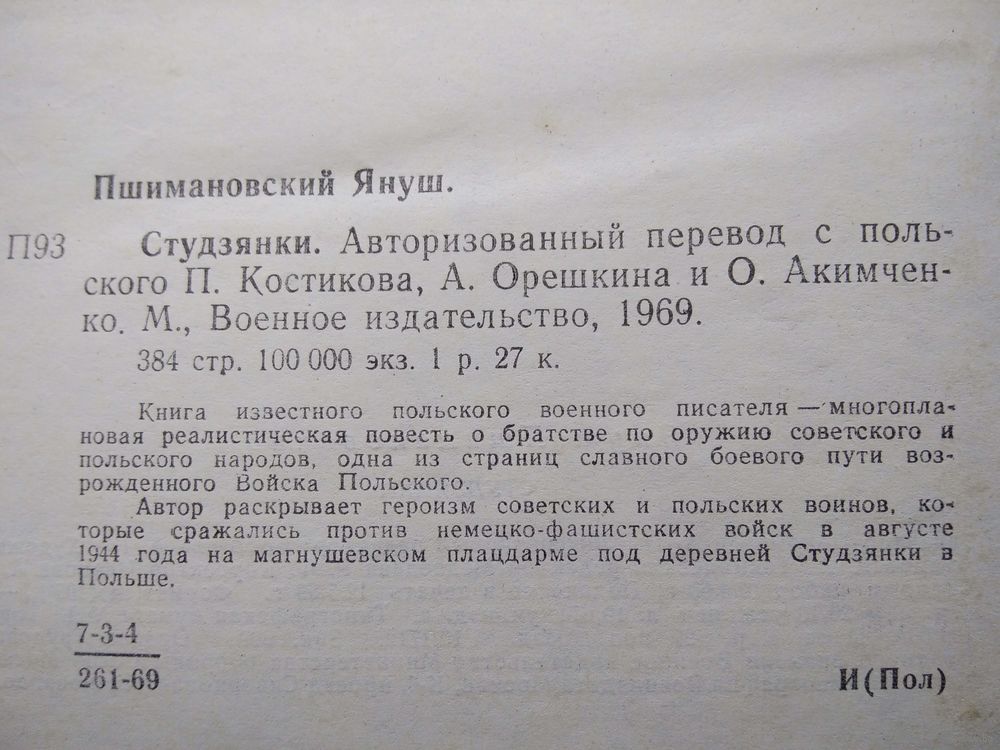 Пшимановский Януш.
П93 Студзянки. Авторизованный перевод с поль-
ского П. Костикова, А. Орешкина и О. Акимчен-
ко. М., Военное издательство, 1969.
384 стр. 100 000 экз. 1 р. 27 к.
Книга известного польского военного писателя — многопла-
новая реалистическая повесть о братстве по оружию советского и
польского народов, одна из страниц славного боевого пути воз-
рожденного Войска Польского.
Автор раскрывает героизм советских и польских воинов, ко-
торые сражались против немецко-фашистских войск в августе
1944 года на магнушевском плацдарме под деревней Студзянки в
Польше.
7-3-4
261-69 И(Пол)